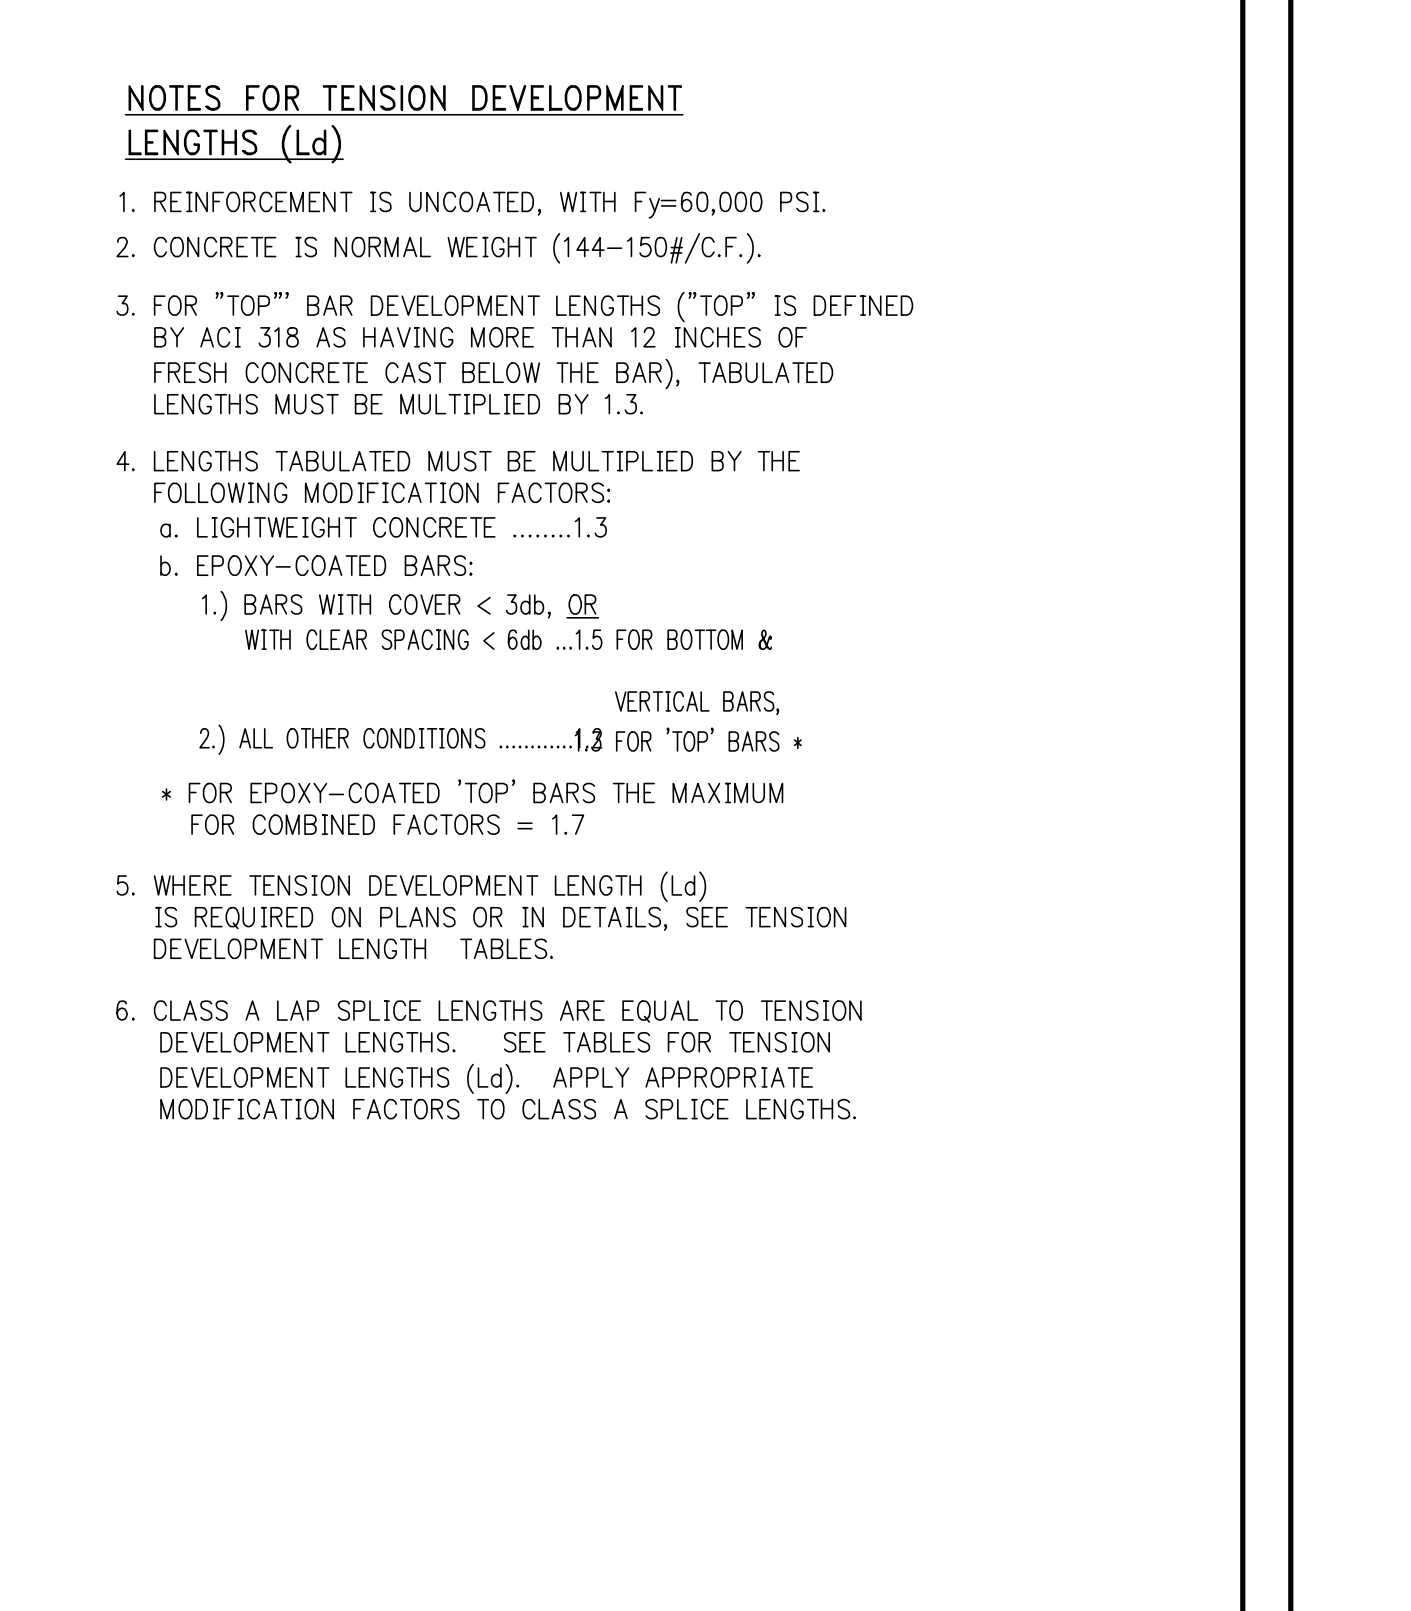 NOTES FOR TENSION DEVELOPMENT
LENGTHS (Ld)
1. REINFORCEMENT IS UNCOATED, WITH Fy=60,000 PSI.
2. CONCRETE IS NORMAL WEIGHT (144-150#/C.F.).
3. FOR "TOP"' BAR DEVELOPMENT LENGTHS ("TOP" IS DEFINED
BY ACI 318 AS HAVING MORE THAN 12 INCHES OF
FRESH CONCRETE CAST BELOW THE BAR), TABULATED
LENGTHS MUST BE MULTIPLIED BY 1.3.
4. LENGTHS TABULATED MUST BE MULTIPLIED BY THE
FOLLOWING MODIFICATION FACTORS:
a. LIGHTWEIGHT CONCRETE ........1.3
b. EPOXY-COATED BARS:
1.) BARS WITH COVER < 3db, OR
WITH CLEAR SPACING < 6db ...1.5 FOR BOTTOM &
VERTICAL BARS,
2.) ALL OTHER CONDITIONS ............ FOR 'TOP' BARS *
* FOR EPOXY-COATED 'TOP' BARS THE MAXIMUM
FOR COMBINED FACTORS = 1.7
5. WHERE TENSION DEVELOPMENT LENGTH (Ld)
IS REQUIRED ON PLANS OR IN DETAILS, SEE TENSION
DEVELOPMENT LENGTH TABLES.
6. CLASS A LAP SPLICE LENGTHS ARE EQUAL TO TENSION
DEVELOPMENT LENGTHS. SEE TABLES FOR TENSION
DEVELOPMENT LENGTHS (Ld). APPLY APPROPRIATE
MODIFICATION FACTORS TO CLASS A SPLICE LENGTHS.